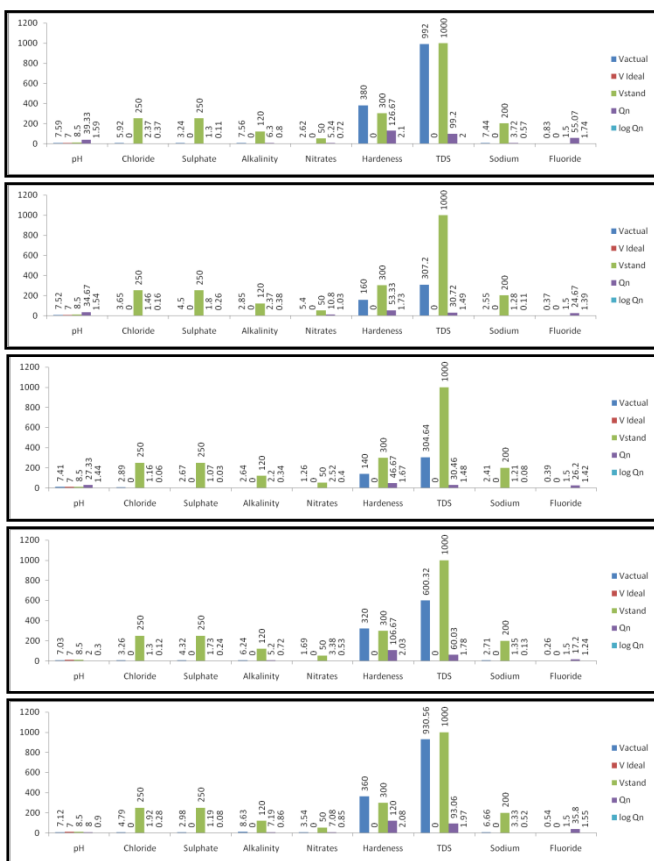 1200
1000
800
600
400
200
0
7.59 7 8.5 39.33 1.59 5.92 0 250 2.37 0.37 3.24 0 250 1.3 0.11 7.56 0 120 6.3 0.8 2.62 0 50 5.24 0.72 380 0 300 126.67 2.1 992 0 1000 99.2 2 7.44 0 200 3.72 0.57 0.83 0 1.5 55.07 1.74
pH Chloride Sulphate Alkalinity Nitrates Hardeness TDS Sodium Fluoride
Vactual
V Ideal
Vstand
Qn
log Qn
1200
1000
800
600
400
200
0
7.52 7 8.5 34.67 1.54 3.65 0 250 1.46 0.16 4.5 0 250 1.8 0.26 2.85 0 120 2.37 0.38 5.4 0 50 10.8 1.03 160 0 300 53.33 1.73 307.2 0 1000 30.72 1.49 2.55 0 200 1.28 0.11 0.37 0 1.5 24.67 1.39
pH Chloride Sulphate Alkalinity Nitrates Hardeness TDS Sodium Fluoride
Vactual
V Ideal
Vstand
Qn
log Qn
1200
1000
800
600
400
200
0
7.41 7 8.5 27.33 1.44 2.89 0 250 1.16 0.06 2.67 0 250 1.07 0.03 2.64 0 120 2.2 0.34 1.26 0 50 2.52 0.4 140 0 300 46.67 1.67 304.64 0 1000 30.46 1.48 2.41 0 200 1.21 0.08 0.39 0 1.5 26.2 1.42
pH Chloride Sulphate Alkalinity Nitrates Hardeness TDS Sodium Fluoride
Vactual
V Ideal
Vstand
Qn
log Qn
1200
1000
800
600
400
200
0
7.03 7 8.5 2 0.3 3.26 0 250 1.3 0.12 4.32 0 250 1.73 0.24 6.24 0 120 5.2 0.72 1.69 0 50 3.38 0.53 320 0 300 106.67 2.03 600.32 0 1000 60.03 1.78 2.71 0 200 1.35 0.13 0.26 0 1.5 17.2 1.24
pH Chloride Sulphate Alkalinity Nitrates Hardeness TDS Sodium Fluoride
Vactual
V Ideal
Vstand
Qn
log Qn
1200
1000
800
600
400
200
0
7.12 7 8.5 8 0.9 4.79 0 250 1.92 0.28 2.98 0 250 1.19 0.08 8.63 0 120 7.19 0.86 3.54 0 50 7.08 0.85 360 0 300 120 2.08 930.56 0 1000 93.06 1.97 6.66 0 200 3.33 0.52 0.54 0 1.5 35.8 1.55
pH Chloride Sulphate Alkalinity Nitrates Hardeness TDS Sodium Fluoride
Vactual
V Ideal
Vstand
Qn
log Qn